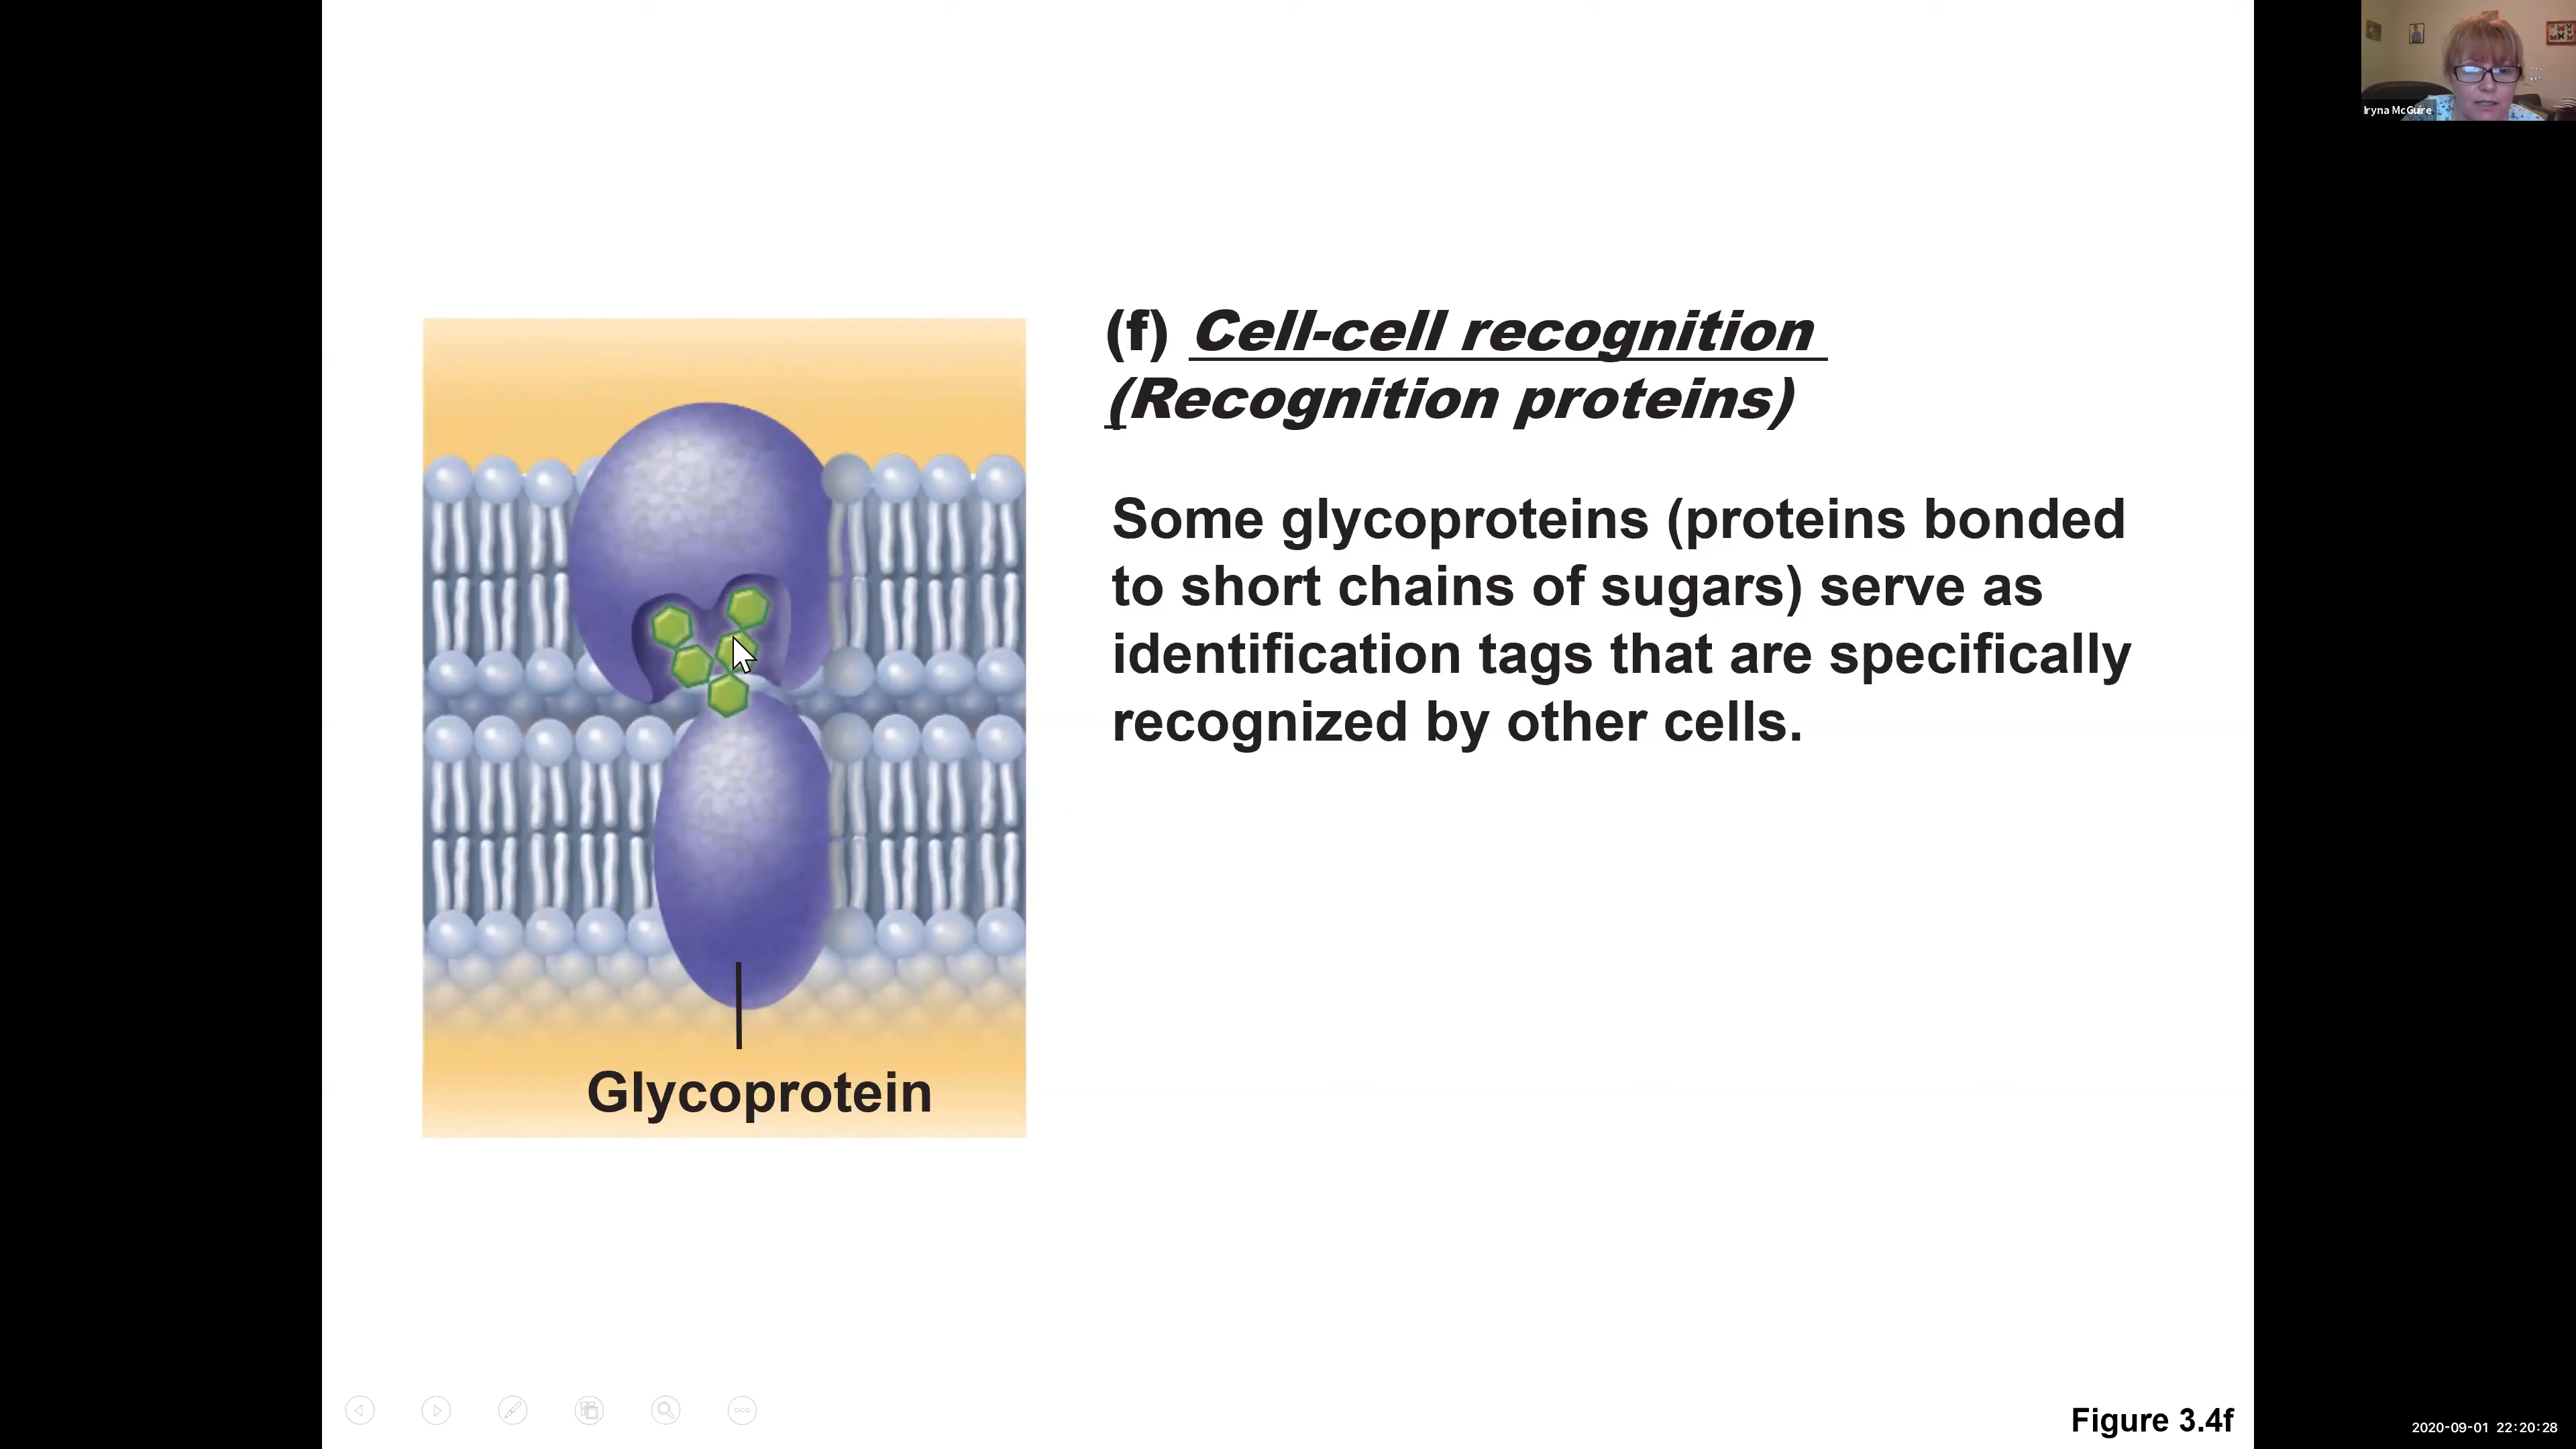 Iryna McGuire
(f) Cell-cell recognition
(Recognition proteins)
Some glycoproteins (proteins bonded
to short chains of sugars) serve as
identification tags that are specifically
recognized by other cells.
Glycoprotein
Figure 3.4f
2020-09-01 22:20:28